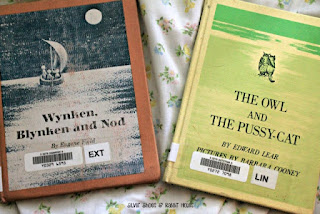 Wynken,
Blynken and Nod
By Eugene Field
EXT
THE OWL
AND
THE PUSSY-CAT
BY EDWARD LEAR
PICTURES BY BARBARA COONEY
LIN